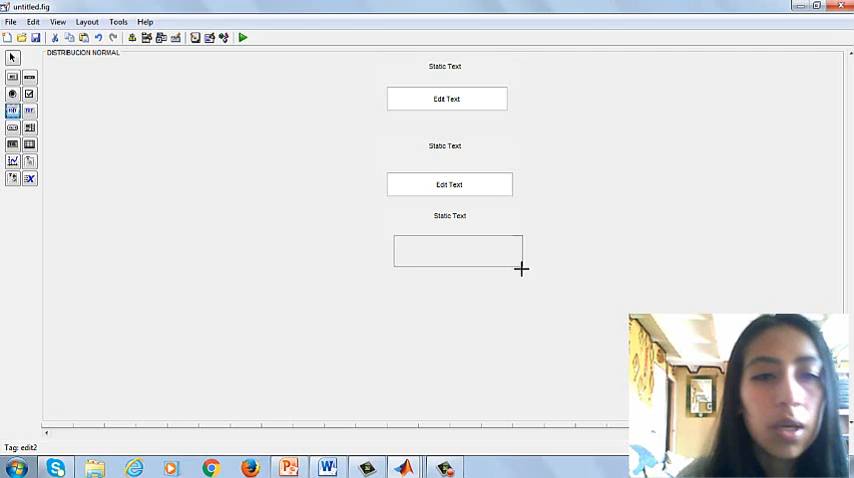 untitled.fig
File Edit View Layout Tools Help
DISTRIBUCION NORMAL
Static Text
Edit Text
Static Text
Edit Text
Static Text
Tag: edit2